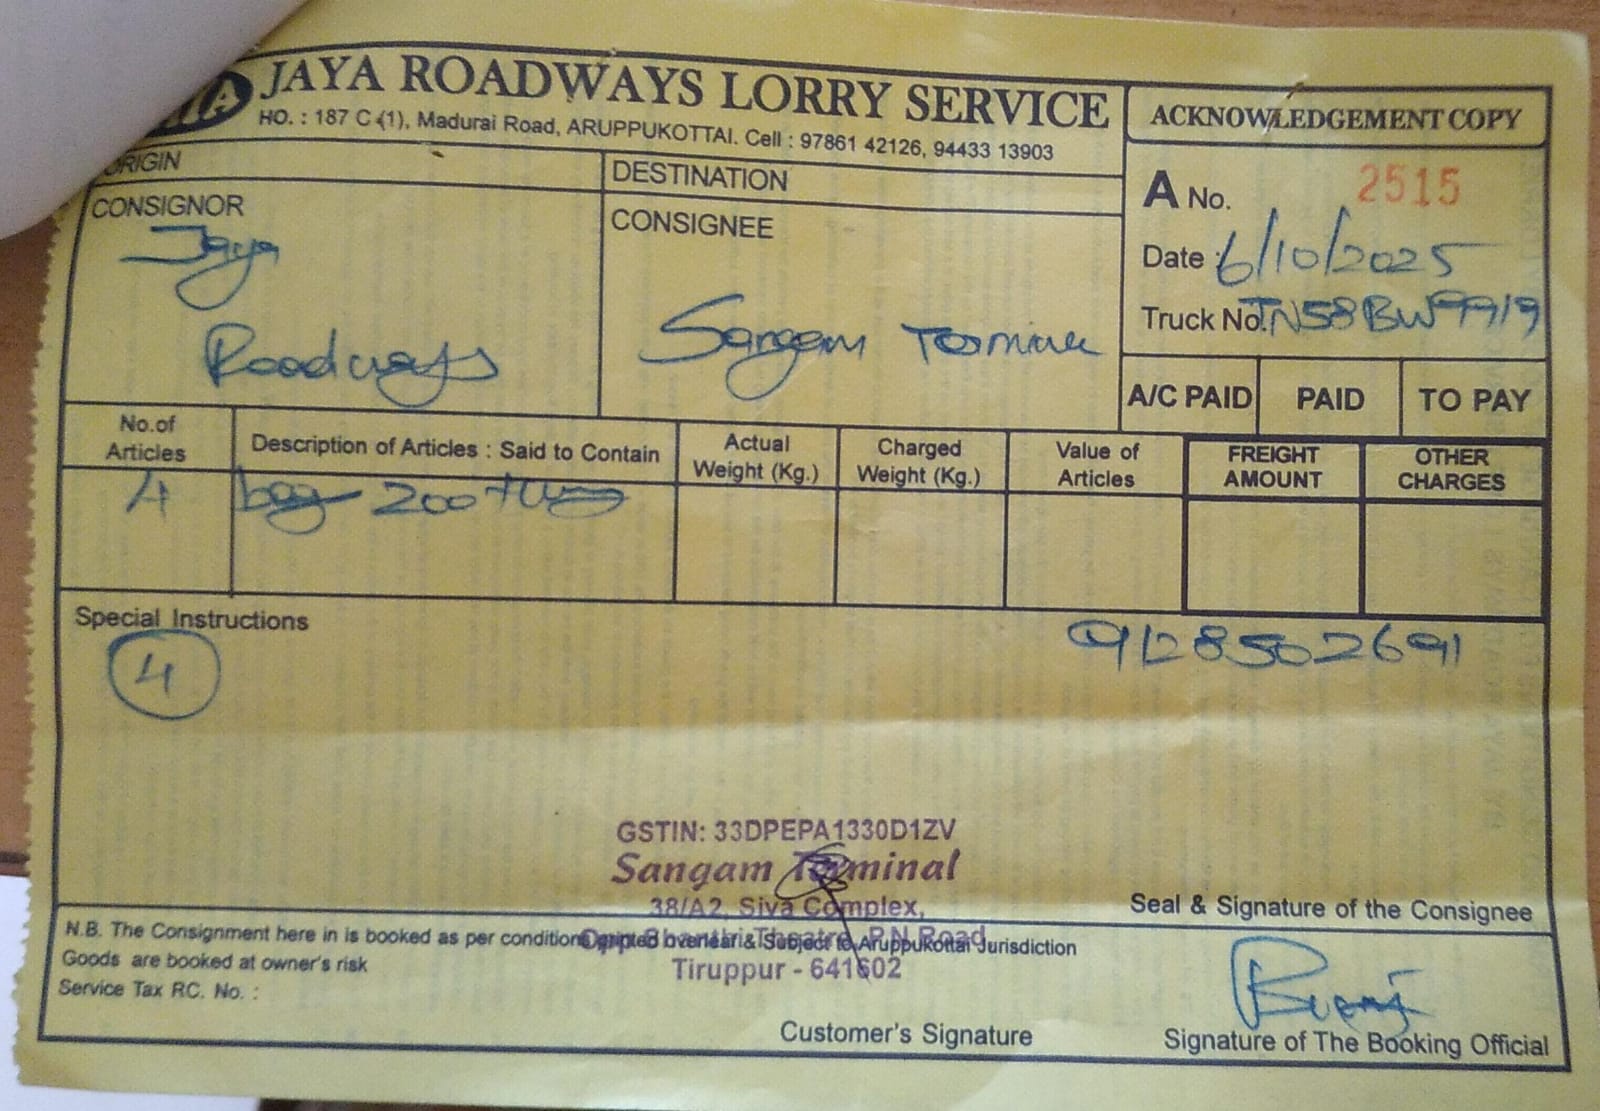 JAYA ROADWAYS LORRY SERVICE
HO. : 187 C (1), Madurai Road, ARUPPUKOTTAI. Cell : 97861 42126, 94433 13903
ACKNOWLEDGEMENT COPY
A No. 2515
Date : 6/10/2025
Truck No. TN58BW9919
ORIGIN
DESTINATION
CONSIGNOR
Jaya
Roadways
CONSIGNEE
Sangam Terminal
A/C PAID PAID TO PAY
No.of Articles
Description of Articles : Said to Contain
Actual Weight (Kg.)
Charged Weight (Kg.)
Value of Articles
FREIGHT AMOUNT
OTHER CHARGES
4 bag 200
Special Instructions
4
9128502691
GSTIN: 33DPEPA1330D1ZV
Sangam Terminal
38/A2, Siva Complex,
Opp. Shanthi Theatre, P.N.Road
Tiruppur - 641602
Seal & Signature of the Consignee
N.B. The Consignment here in is booked as per conditions printed overleaf & Subject to Aruppukottai Jurisdiction
Goods are booked at owner's risk
Service Tax RC. No. :
Customer's Signature
Signature of The Booking Official